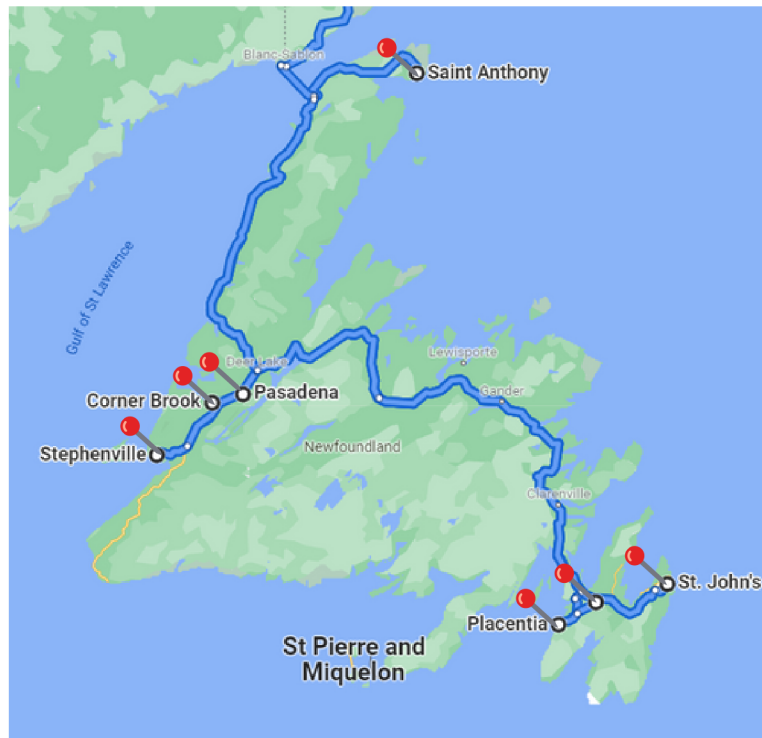 Blanc-Sablon
Saint Anthony
Gulf of St Lawrence
Lewisporte
Deer Lake
Pasadena
Gander
Corner Brook
Newfoundland
Stephenville
Clarenville
St. John's
Placentia
St Pierre and
Miquelon